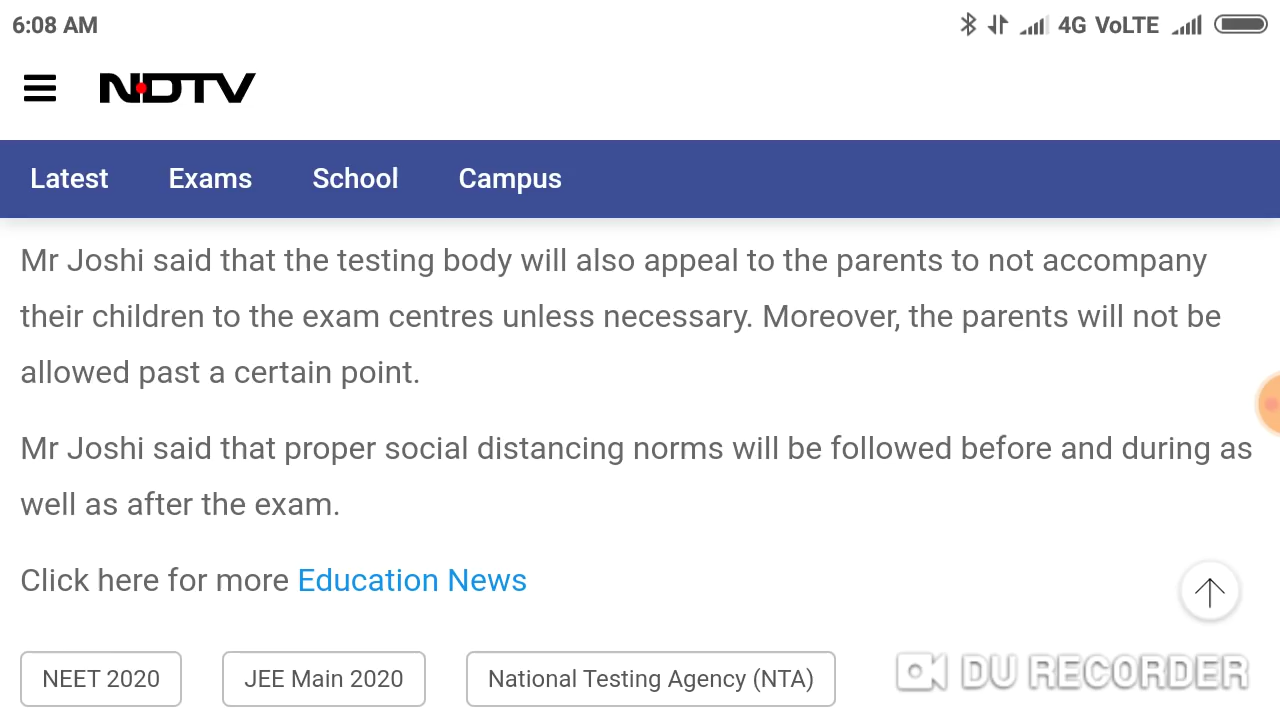 6:08 AM 4G VoLTE
NDTV
Latest Exams School Campus
Mr Joshi said that the testing body will also appeal to the parents to not accompany
their children to the exam centres unless necessary. Moreover, the parents will not be
allowed past a certain point.
Mr Joshi said that proper social distancing norms will be followed before and during as
well as after the exam.
Click here for more Education News
NEET 2020 JEE Main 2020 National Testing Agency (NTA) DU RECORDER